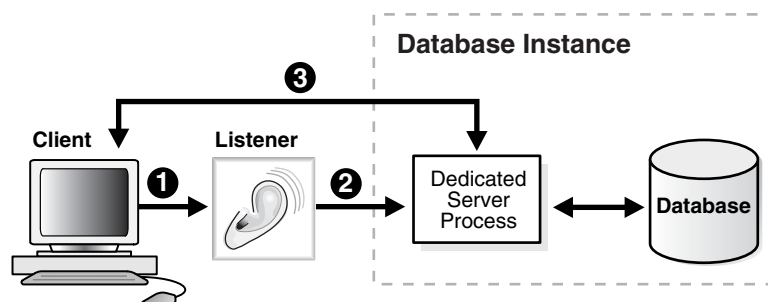 Database Instance
3
Client
Listener
1
2
Dedicated
Server
Process
Database